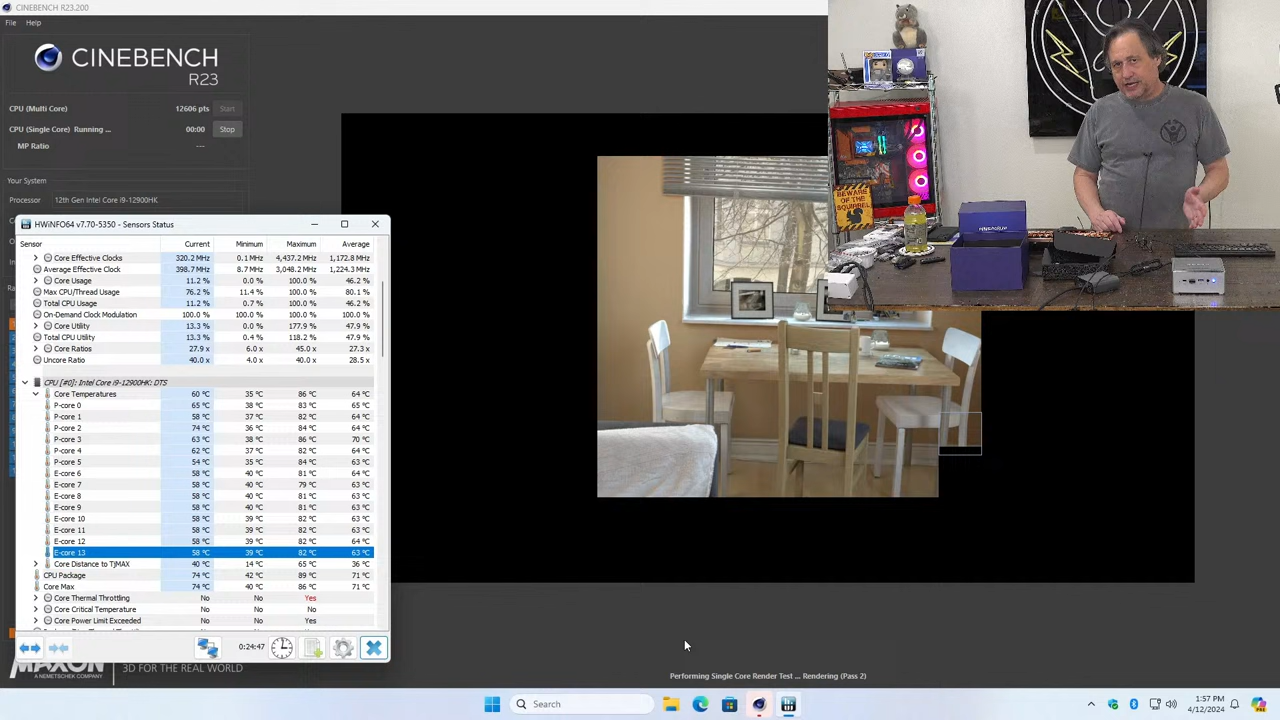 CINEBENCH R23.200
File Help
CINEBENCH
R23
CPU (Multi Core) 12606 pts Start
CPU (Single Core) Running ... 00:00 Stop
MP Ratio ---
Your System
Processor 12th Gen Intel Core i9-12900HK
HWiNFO64 v7.70-5350 - Sensors Status
Sensor Current Minimum Maximum Average
Core Effective Clocks 320.2 MHz 0.1 MHz 4,437.2 MHz 1,172.8 MHz
Average Effective Clock 398.7 MHz 8.7 MHz 3,048.2 MHz 1,224.3 MHz
Core Usage 11.2 % 0.0 % 100.0 % 46.2 %
Max CPU/Thread Usage 76.2 % 11.4 % 100.0 % 80.1 %
Total CPU Usage 11.2 % 0.7 % 100.0 % 46.2 %
On-Demand Clock Modulation 100.0 % 100.0 % 100.0 % 100.0 %
Core Utility 13.3 % 0.0 % 177.9 % 47.9 %
Total CPU Utility 13.3 % 0.4 % 118.2 % 47.9 %
Core Ratios 27.9 x 6.0 x 45.0 x 27.3 x
Uncore Ratio 40.0 x 4.0 x 40.0 x 28.5 x
CPU [#0]: Intel Core i9-12900HK: DTS
Core Temperatures 60 °C 35 °C 86 °C 64 °C
P-core 0 65 °C 38 °C 83 °C 65 °C
P-core 1 58 °C 37 °C 82 °C 64 °C
P-core 2 74 °C 36 °C 84 °C 65 °C
P-core 3 63 °C 38 °C 86 °C 70 °C
P-core 4 62 °C 37 °C 82 °C 64 °C
P-core 5 54 °C 35 °C 84 °C 63 °C
E-core 6 58 °C 40 °C 81 °C 64 °C
E-core 7 58 °C 40 °C 79 °C 63 °C
E-core 8 58 °C 40 °C 81 °C 63 °C
E-core 9 58 °C 40 °C 81 °C 63 °C
E-core 10 58 °C 39 °C 82 °C 63 °C
E-core 11 58 °C 39 °C 82 °C 63 °C
E-core 12 58 °C 39 °C 82 °C 64 °C
E-core 13 58 °C 39 °C 82 °C 63 °C
Core Distance to TjMAX 40 °C 14 °C 65 °C 36 °C
CPU Package 74 °C 42 °C 89 °C 71 °C
Core Max 74 °C 40 °C 86 °C 71 °C
Core Thermal Throttling No No Yes
Core Critical Temperature No No No
Core Power Limit Exceeded No No Yes
0:24:47
MAXON
A NEMETSCHEK COMPANY
3D FOR THE REAL WORLD
BEWARE
OF THE
SQUIRREL
Performing Single Core Render Test ... Rendering (Pass 2)
Search
1:57 PM
4/12/2024